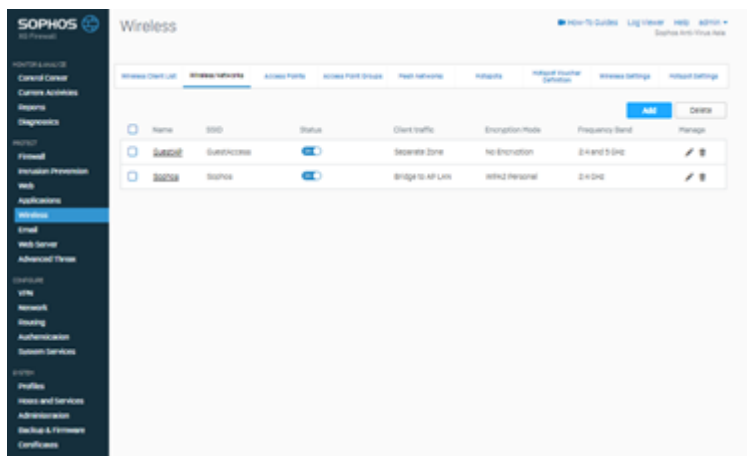 SOPHOS
XG Firewall
Wireless
How-To Guides Log Viewer Help admin
Sophos Anti-Virus Asia
MONITOR & ANALYZE
Control Center
Current Activities
Reports
Diagnostics
PROTECT
Firewall
Intrusion Prevention
Web
Applications
Wireless
Email
Web Server
Advanced Threat
CONFIGURE
VPN
Network
Routing
Authentication
System Services
SYSTEM
Profiles
Hosts and Services
Administration
Backup & Firmware
Certificates
Wireless Client List Wireless Networks Access Points Access Point Groups Mesh Networks Hotspots Hotspot Voucher Definition Wireless Settings Hotspot Settings
Add Delete
Name SSID Status Client traffic Encryption Mode Frequency Band Manage
GuestAP GuestAccess Separate Zone No Encryption 2.4 and 5 GHz
Sophos Sophos Bridge to AP LAN WPA2 Personal 2.4 GHz